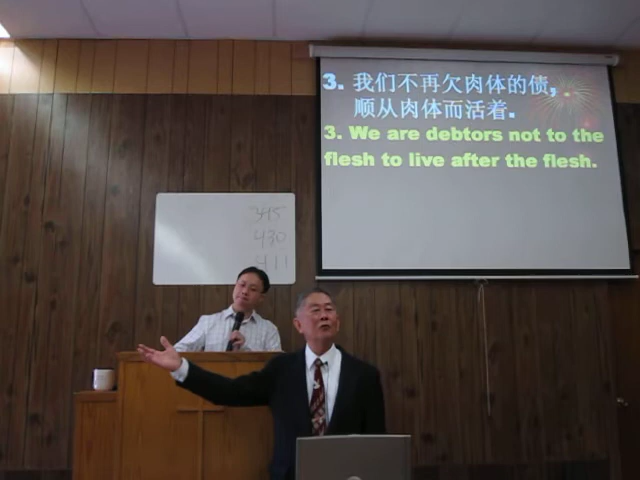 3. 我们不再欠肉体的债,
顺从肉体而活着.
3. We are debtors not to the
flesh to live after the flesh.
395
430
411